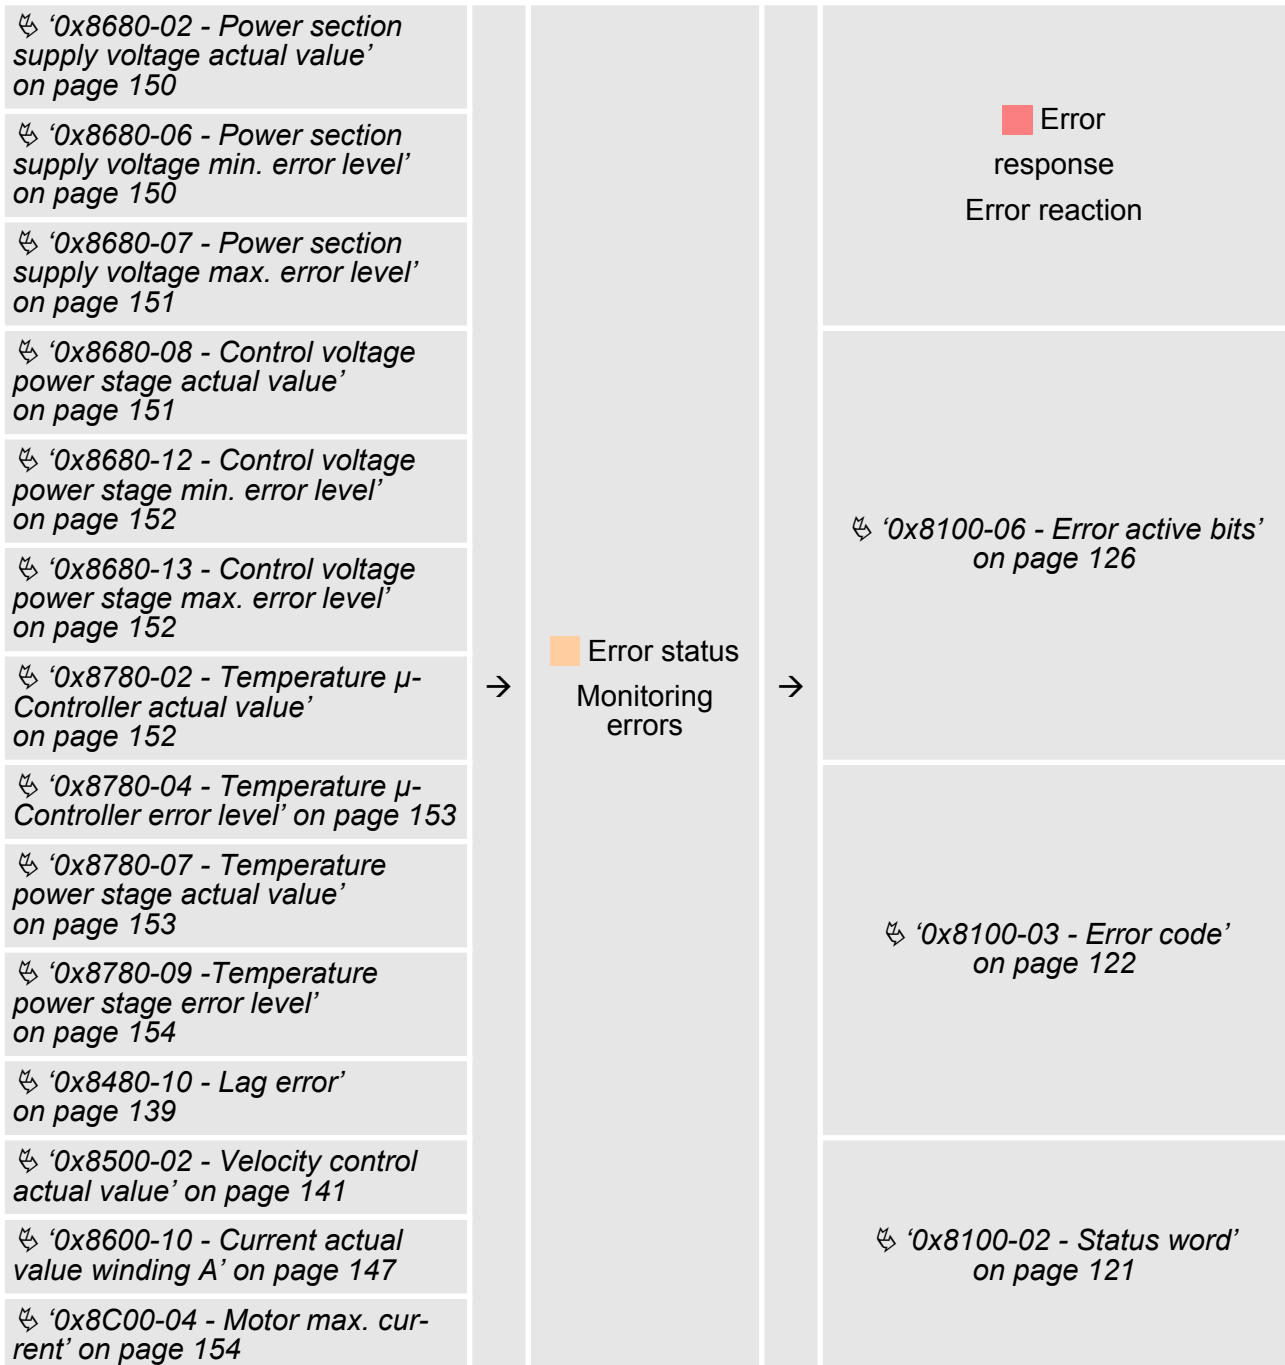 ↳ ‘0x8680-02 - Power section
supply voltage actual value’
on page 150
↳ ‘0x8680-06 - Power section
supply voltage min. error level’
on page 150
↳ ‘0x8680-07 - Power section
supply voltage max. error level’
on page 151
↳ ‘0x8680-08 - Control voltage
power stage actual value’
on page 151
↳ ‘0x8680-12 - Control voltage
power stage min. error level’
on page 152
↳ ‘0x8680-13 - Control voltage
power stage max. error level’
on page 152
↳ ‘0x8780-02 - Temperature µ-
Controller actual value’
on page 152
↳ ‘0x8780-04 - Temperature µ-
Controller error level’ on page 153
↳ ‘0x8780-07 - Temperature
power stage actual value’
on page 153
↳ ‘0x8780-09 -Temperature
power stage error level’
on page 154
↳ ‘0x8480-10 - Lag error’
on page 139
↳ ‘0x8500-02 - Velocity control
actual value’ on page 141
↳ ‘0x8600-10 - Current actual
value winding A’ on page 147
↳ ‘0x8C00-04 - Motor max. cur-
rent’ on page 154
→
Error status
Monitoring
errors
→
Error
response
Error reaction
↳ ‘0x8100-06 - Error active bits’
on page 126
↳ ‘0x8100-03 - Error code’
on page 122
↳ ‘0x8100-02 - Status word’
on page 121